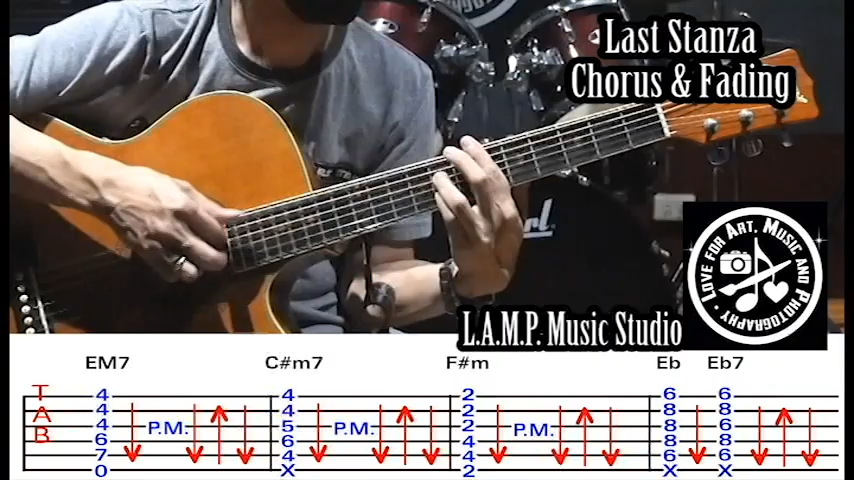 Last Stanza
Chorus & Fading
LOVE FOR ART, MUSIC AND PHOTOGRAPHY
L.A.M.P. Music Studio
EM7 C#m7 F#m Eb Eb7
T A B
4 4 2 6 6
4 4 2 8 8
4 P.M. 5 P.M. 2 P.M. 8 8
6 6 4 8 6
7 4 4 6 8
0 X 2 X X